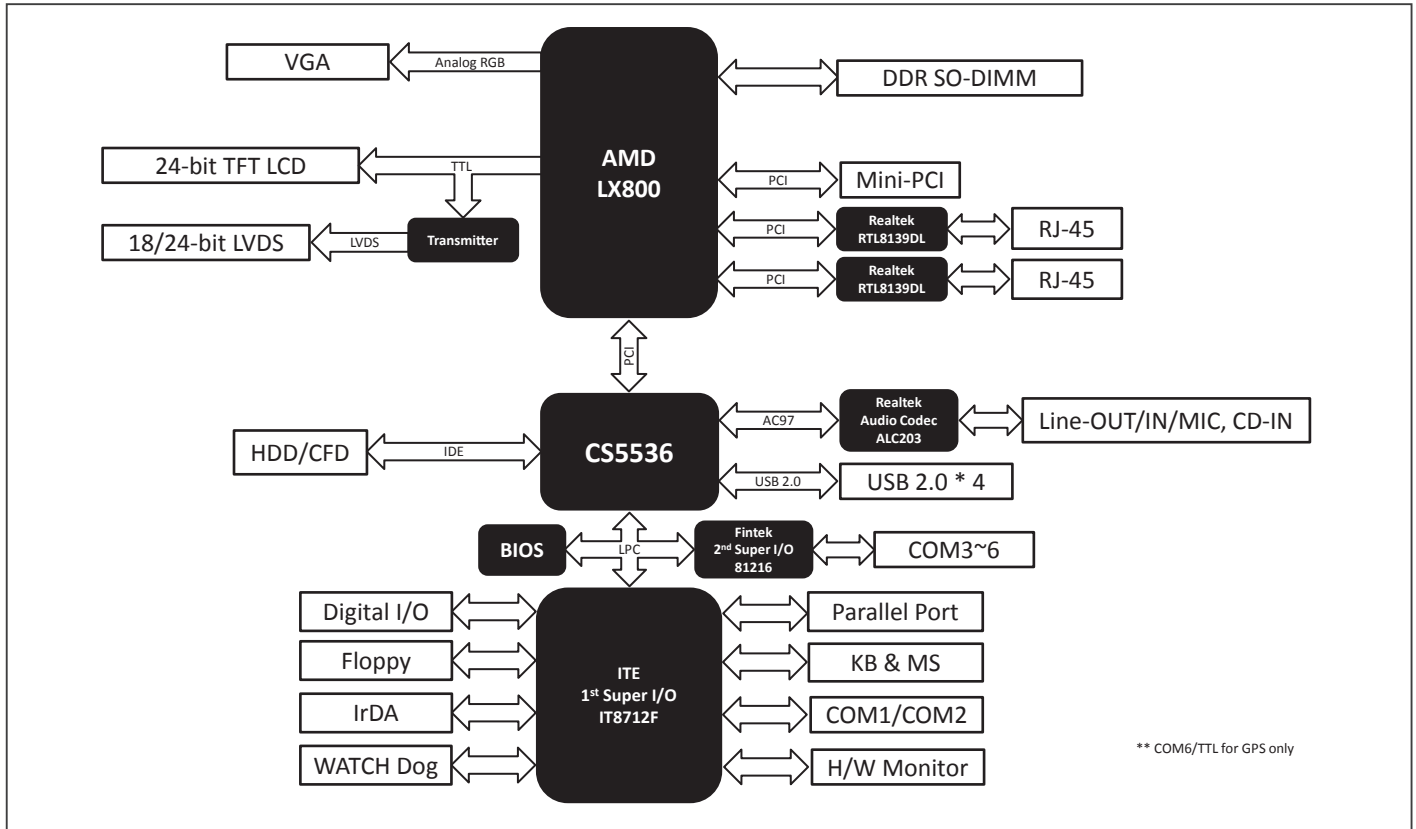 VGA
Analog RGB
DDR SO-DIMM
AMD
LX800
24-bit TFT LCD
TTL
PCI
Mini-PCI
18/24-bit LVDS
LVDS
Transmitter
PCI
Realtek
RTL8139DL
RJ-45
PCI
Realtek
RTL8139DL
RJ-45
PCI
HDD/CFD
IDE
CS5536
AC97
Realtek
Audio Codec
ALC203
Line-OUT/IN/MIC, CD-IN
USB 2.0
USB 2.0 * 4
BIOS
LPC
Fintek
2nd Super I/O
81216
COM3~6
Digital I/O
Floppy
IrDA
WATCH Dog
ITE
1st Super I/O
IT8712F
Parallel Port
KB & MS
COM1/COM2
H/W Monitor
** COM6/TTL for GPS only